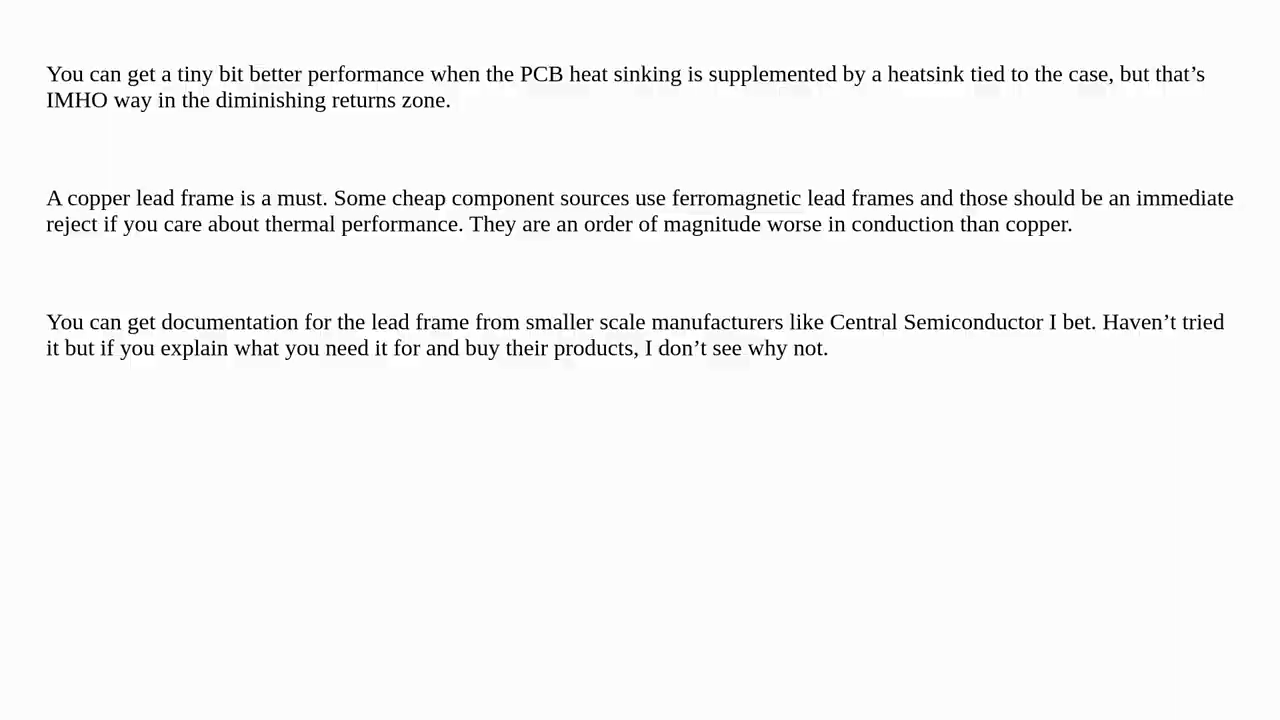 You can get a tiny bit better performance when the PCB heat sinking is supplemented by a heatsink tied to the case, but that’s
IMHO way in the diminishing returns zone.
A copper lead frame is a must. Some cheap component sources use ferromagnetic lead frames and those should be an immediate
reject if you care about thermal performance. They are an order of magnitude worse in conduction than copper.
You can get documentation for the lead frame from smaller scale manufacturers like Central Semiconductor I bet. Haven’t tried
it but if you explain what you need it for and buy their products, I don’t see why not.